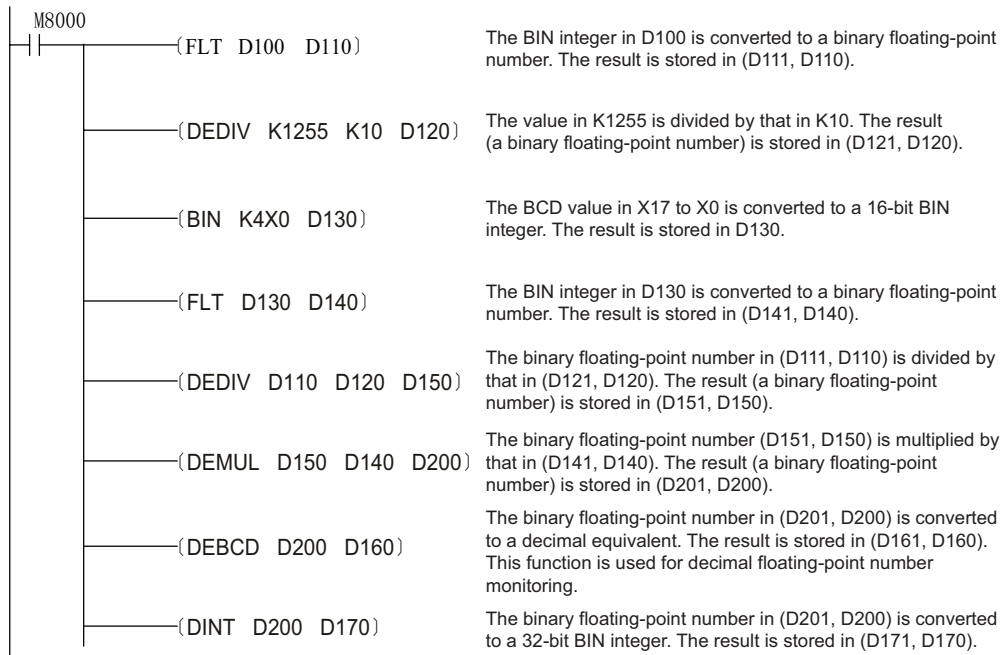 M8000
(FLT D100 D110)
The BIN integer in D100 is converted to a binary floating-point
number. The result is stored in (D111, D110).
(DEDIV K1255 K10 D120)
The value in K1255 is divided by that in K10. The result
(a binary floating-point number) is stored in (D121, D120).
(BIN K4X0 D130)
The BCD value in X17 to X0 is converted to a 16-bit BIN
integer. The result is stored in D130.
(FLT D130 D140)
The BIN integer in D130 is converted to a binary floating-point
number. The result is stored in (D141, D140).
(DEDIV D110 D120 D150)
The binary floating-point number in (D111, D110) is divided by
that in (D121, D120). The result (a binary floating-point
number) is stored in (D151, D150).
(DEMUL D150 D140 D200)
The binary floating-point number (D151, D150) is multiplied by
that in (D141, D140). The result (a binary floating-point
number) is stored in (D201, D200).
(DEBCD D200 D160)
The binary floating-point number in (D201, D200) is converted
to a decimal equivalent. The result is stored in (D161, D160).
This function is used for decimal floating-point number
monitoring.
(DINT D200 D170)
The binary floating-point number in (D201, D200) is converted
to a 32-bit BIN integer. The result is stored in (D171, D170).